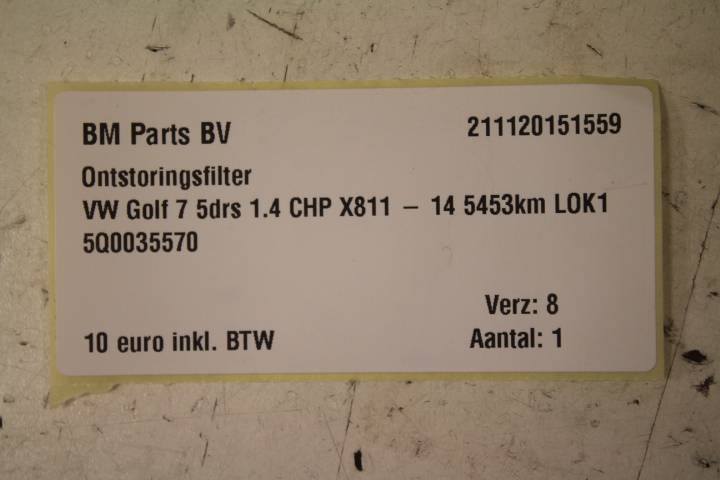 BM Parts BV 211120151559
Ontstoringsfilter
VW Golf 7 5drs 1.4 CHP X811 – 14 5453km LOK1
5Q0035570
Verz: 8
10 euro inkl. BTW Aantal: 1